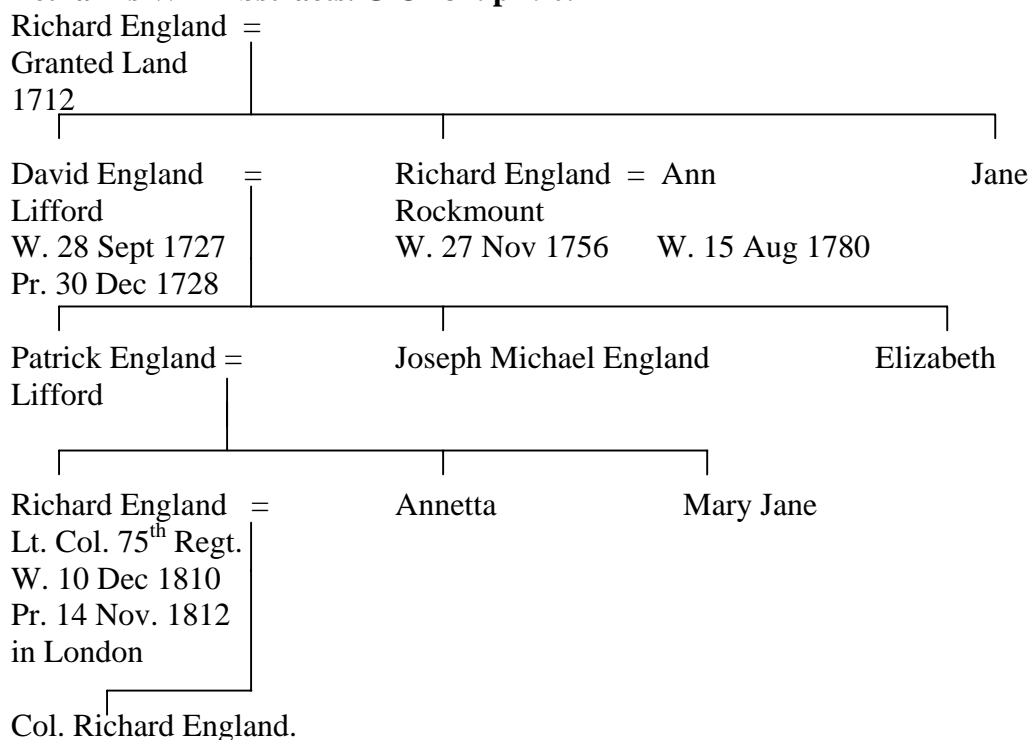 Richard England =
Granted Land
1712
David England = Richard England = Ann Jane
Lifford Rockmount
W. 28 Sept 1727 W. 27 Nov 1756 W. 15 Aug 1780
Pr. 30 Dec 1728
Patrick England = Joseph Michael England Elizabeth
Lifford
Richard England = Annetta Mary Jane
Lt. Col. 75th Regt.
W. 10 Dec 1810
Pr. 14 Nov. 1812
in London
Col. Richard England.